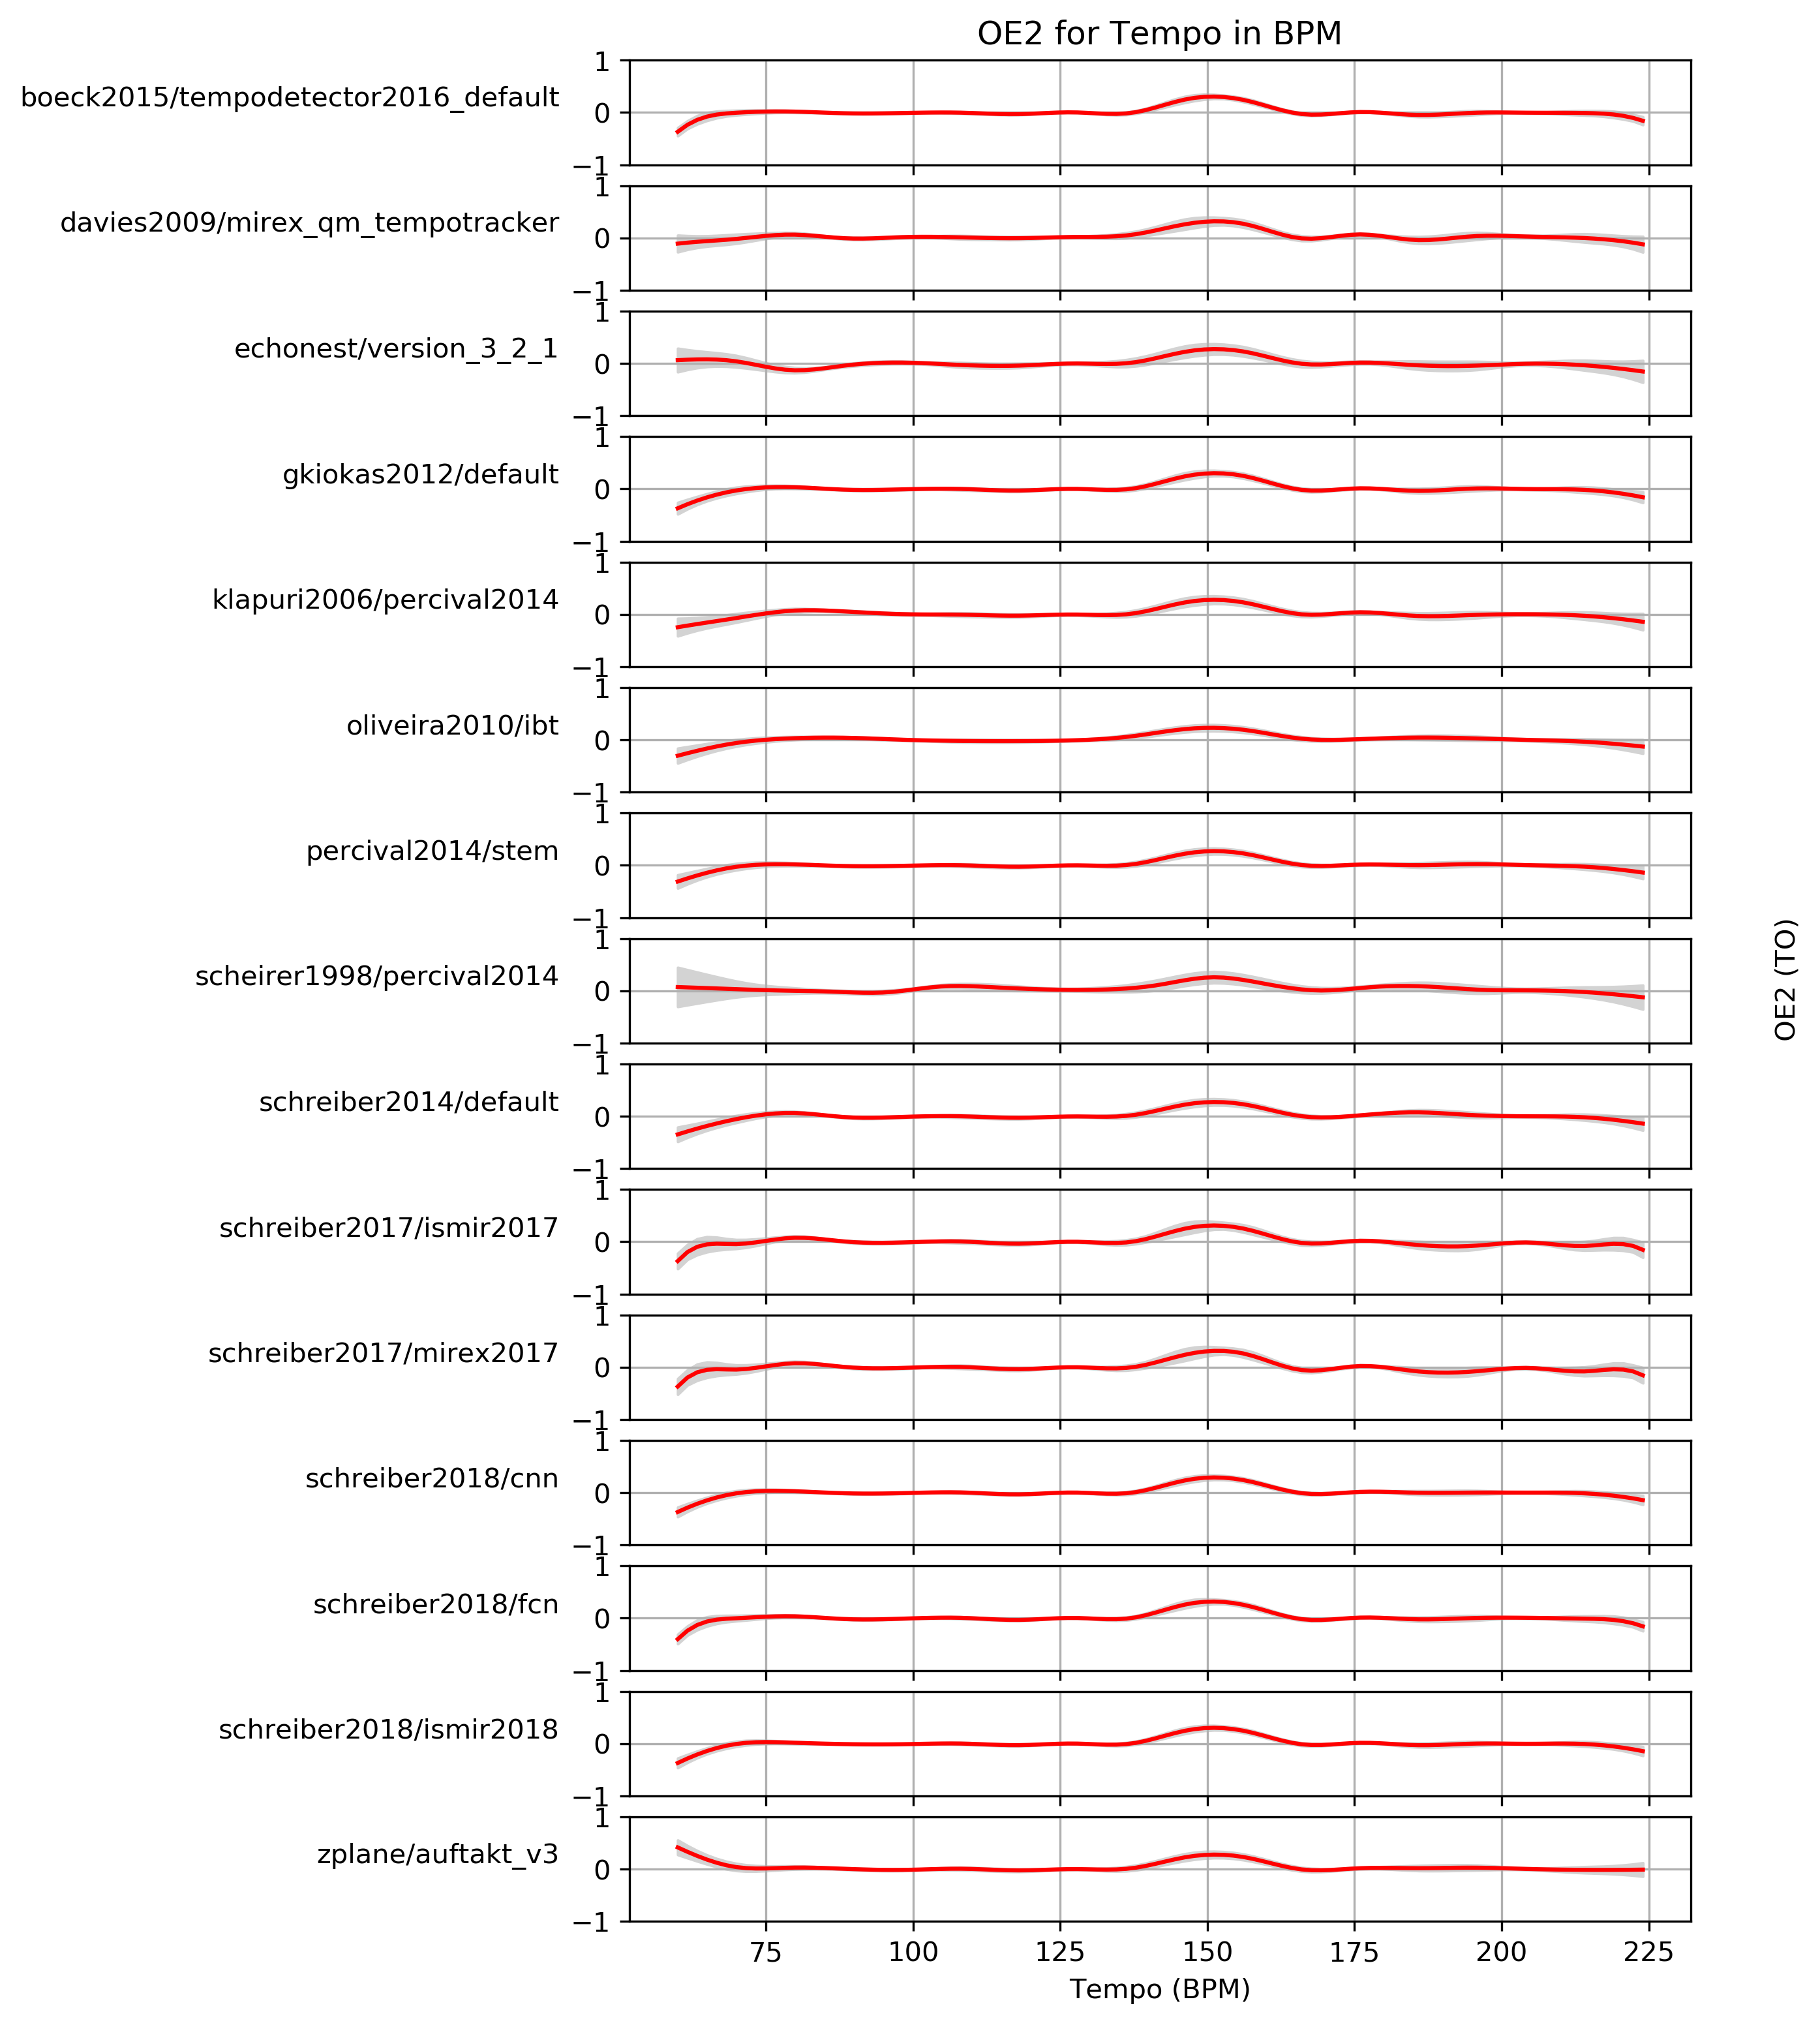 OE2 for Tempo in BPM
boeck2015/tempodetector2016_default
1
0
−1
davies2009/mirex_qm_tempotracker
1
0
−1
echonest/version_3_2_1
1
0
−1
gkiokas2012/default
1
0
−1
klapuri2006/percival2014
1
0
−1
oliveira2010/ibt
1
0
−1
percival2014/stem
1
0
−1
scheirer1998/percival2014
1
0
−1
schreiber2014/default
1
0
−1
schreiber2017/ismir2017
1
0
−1
schreiber2017/mirex2017
1
0
−1
schreiber2018/cnn
1
0
−1
schreiber2018/fcn
1
0
−1
schreiber2018/ismir2018
1
0
−1
zplane/auftakt_v3
1
0
−1
75 100 125 150 175 200 225
Tempo (BPM)
OE2 (TO)